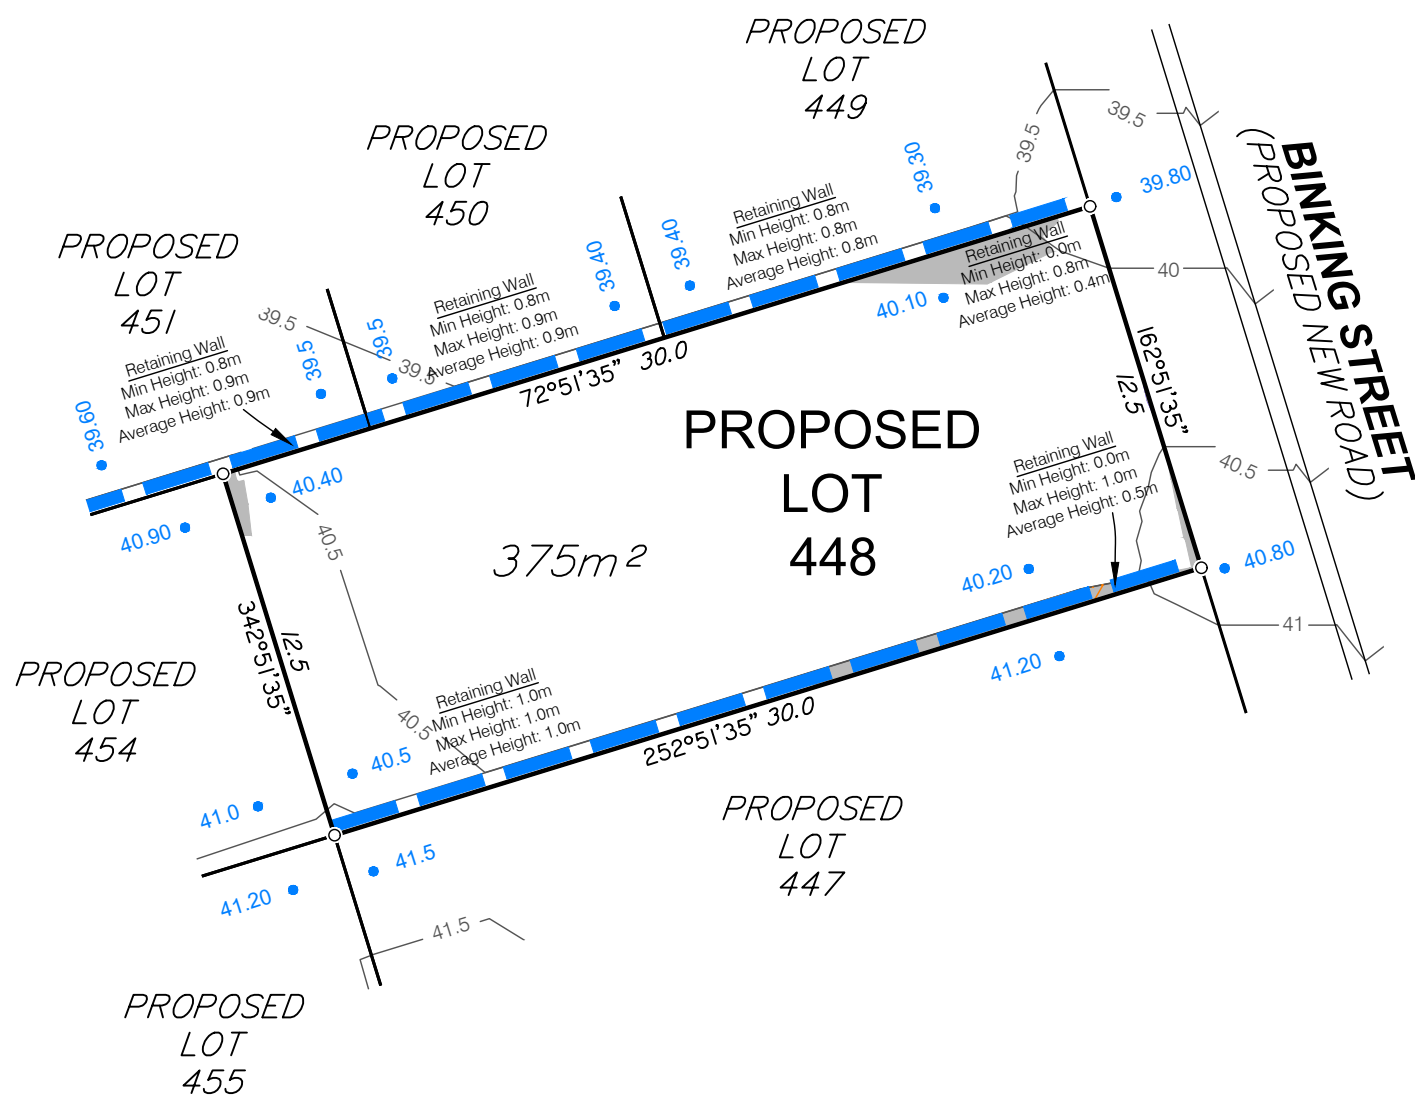 PROPOSED
LOT
449
PROPOSED
LOT
450
PROPOSED
LOT
451
39.5
39.5
39.80
BINKING STREET
(PROPOSED NEW ROAD)
39.30
Retaining Wall
Min Height: 0.8m
Max Height: 0.8m
Average Height: 0.8m
39.40
39.40
Retaining Wall
Min Height: 0.0m
Max Height: 0.8m
Average Height: 0.4m
40
40.10
Retaining Wall
Min Height: 0.8m
Max Height: 0.9m
Average Height: 0.9m
39.5
39.5
39.5
39.5
Retaining Wall
Min Height: 0.8m
Max Height: 0.9m
Average Height: 0.9m
39.60
72°51'35" 30.0
162°51'35"
12.5
PROPOSED
LOT
448
375m²
40.40
40.90
40.5
40.5
Retaining Wall
Min Height: 0.0m
Max Height: 1.0m
Average Height: 0.5m
40.20
40.80
41
41.20
342°51'35"
12.5
PROPOSED
LOT
454
Retaining Wall
Min Height: 1.0m
Max Height: 1.0m
Average Height: 1.0m
40.5
40.5
252°51'35" 30.0
41.0
PROPOSED
LOT
447
41.5
41.20
41.5
PROPOSED
LOT
455